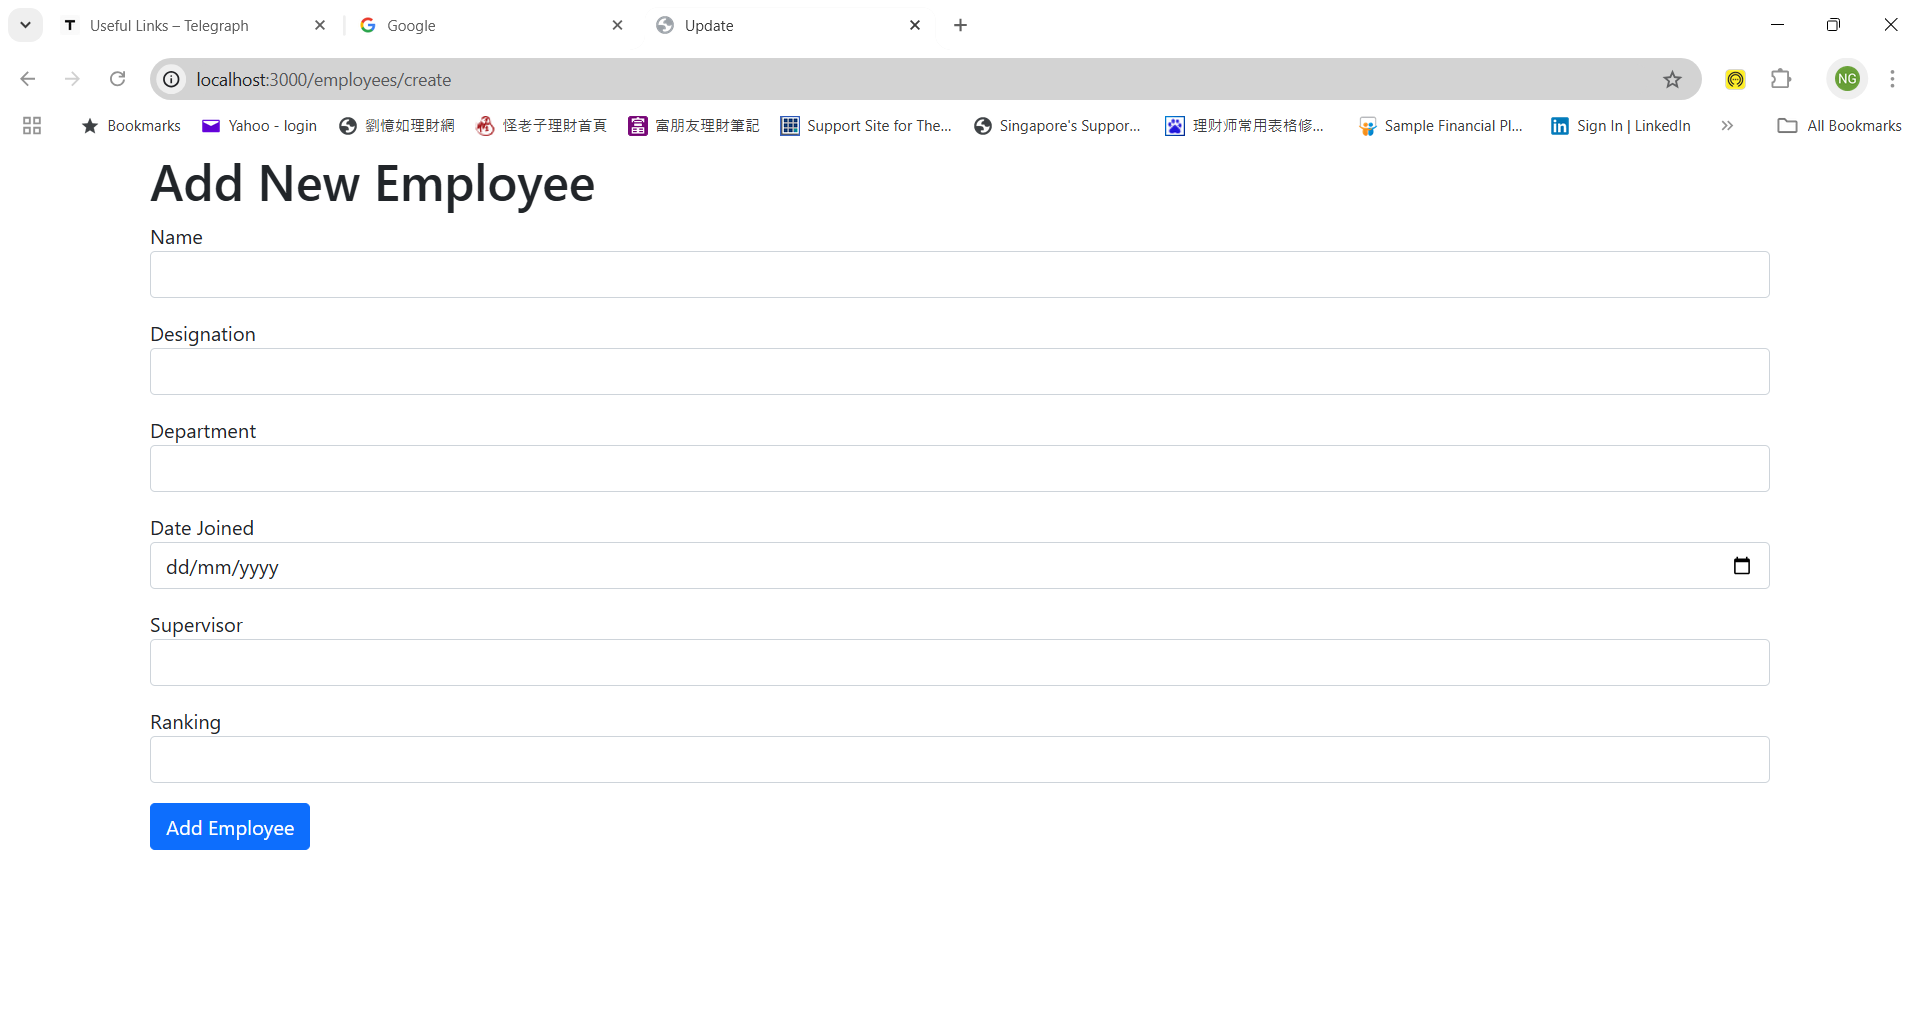 Useful Links – Telegraph
Google
Update
localhost:3000/employees/create
NG
Bookmarks
Yahoo - login
劉憶如理財網
怪老子理財首頁
富朋友理財筆記
Support Site for The...
Singapore's Suppor...
理财师常用表格修...
Sample Financial Pl...
Sign In | LinkedIn
All Bookmarks
Add New Employee
Name
Designation
Department
Date Joined
dd/mm/yyyy
Supervisor
Ranking
Add Employee